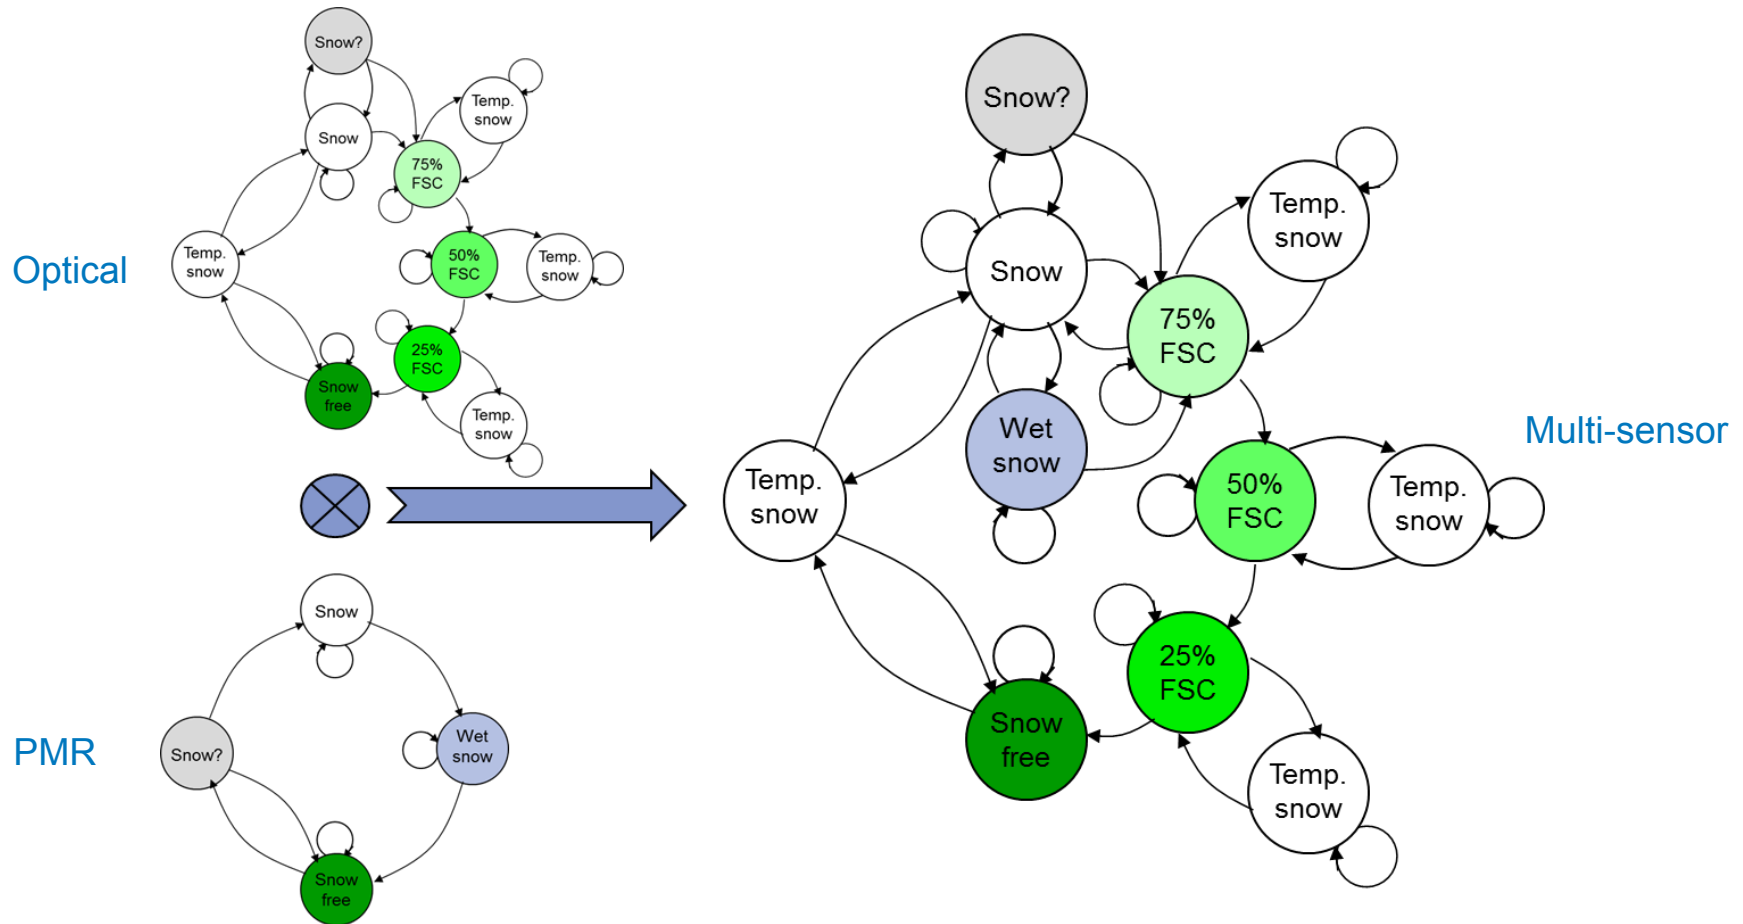 Optical
Snow?
Snow
Temp.
snow
75%
FSC
Temp.
snow
50%
FSC
Temp.
snow
25%
FSC
Snow
free
Temp.
snow
PMR
Snow
Snow?
Wet
snow
Snow
free
Multi-sensor
Snow?
Snow
Temp.
snow
75%
FSC
Wet
snow
Temp.
snow
50%
FSC
Temp.
snow
25%
FSC
Snow
free
Temp.
snow